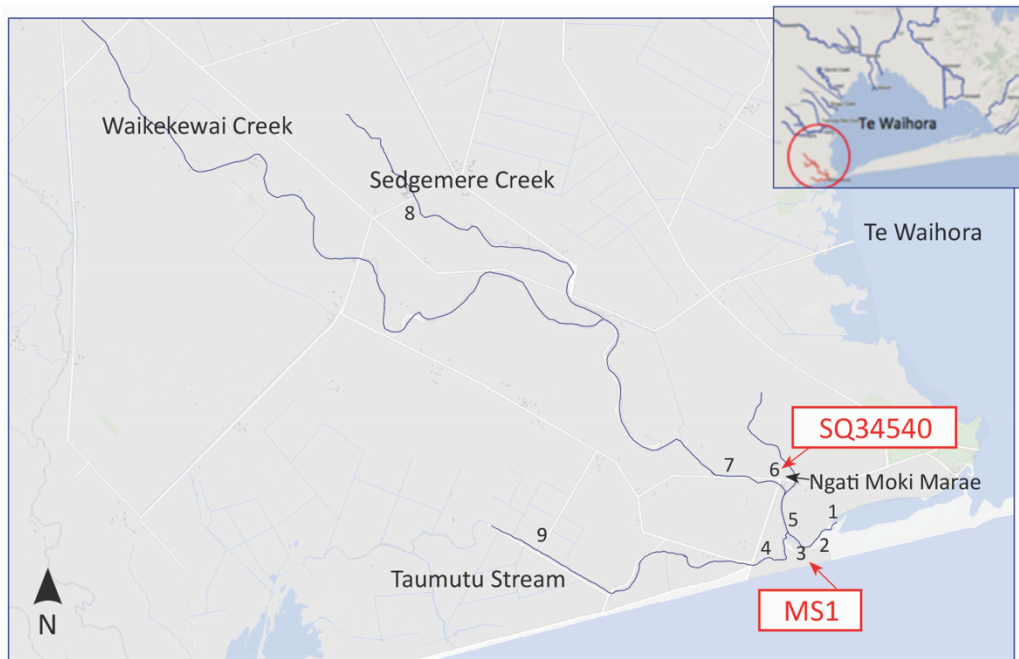 Te Waihora
Waikekewai Creek
Sedgemere Creek
8
Te Waihora
SQ34540
7
6
Ngati Moki Marae
1
5
2
9
4
3
Taumutu Stream
MS1
N